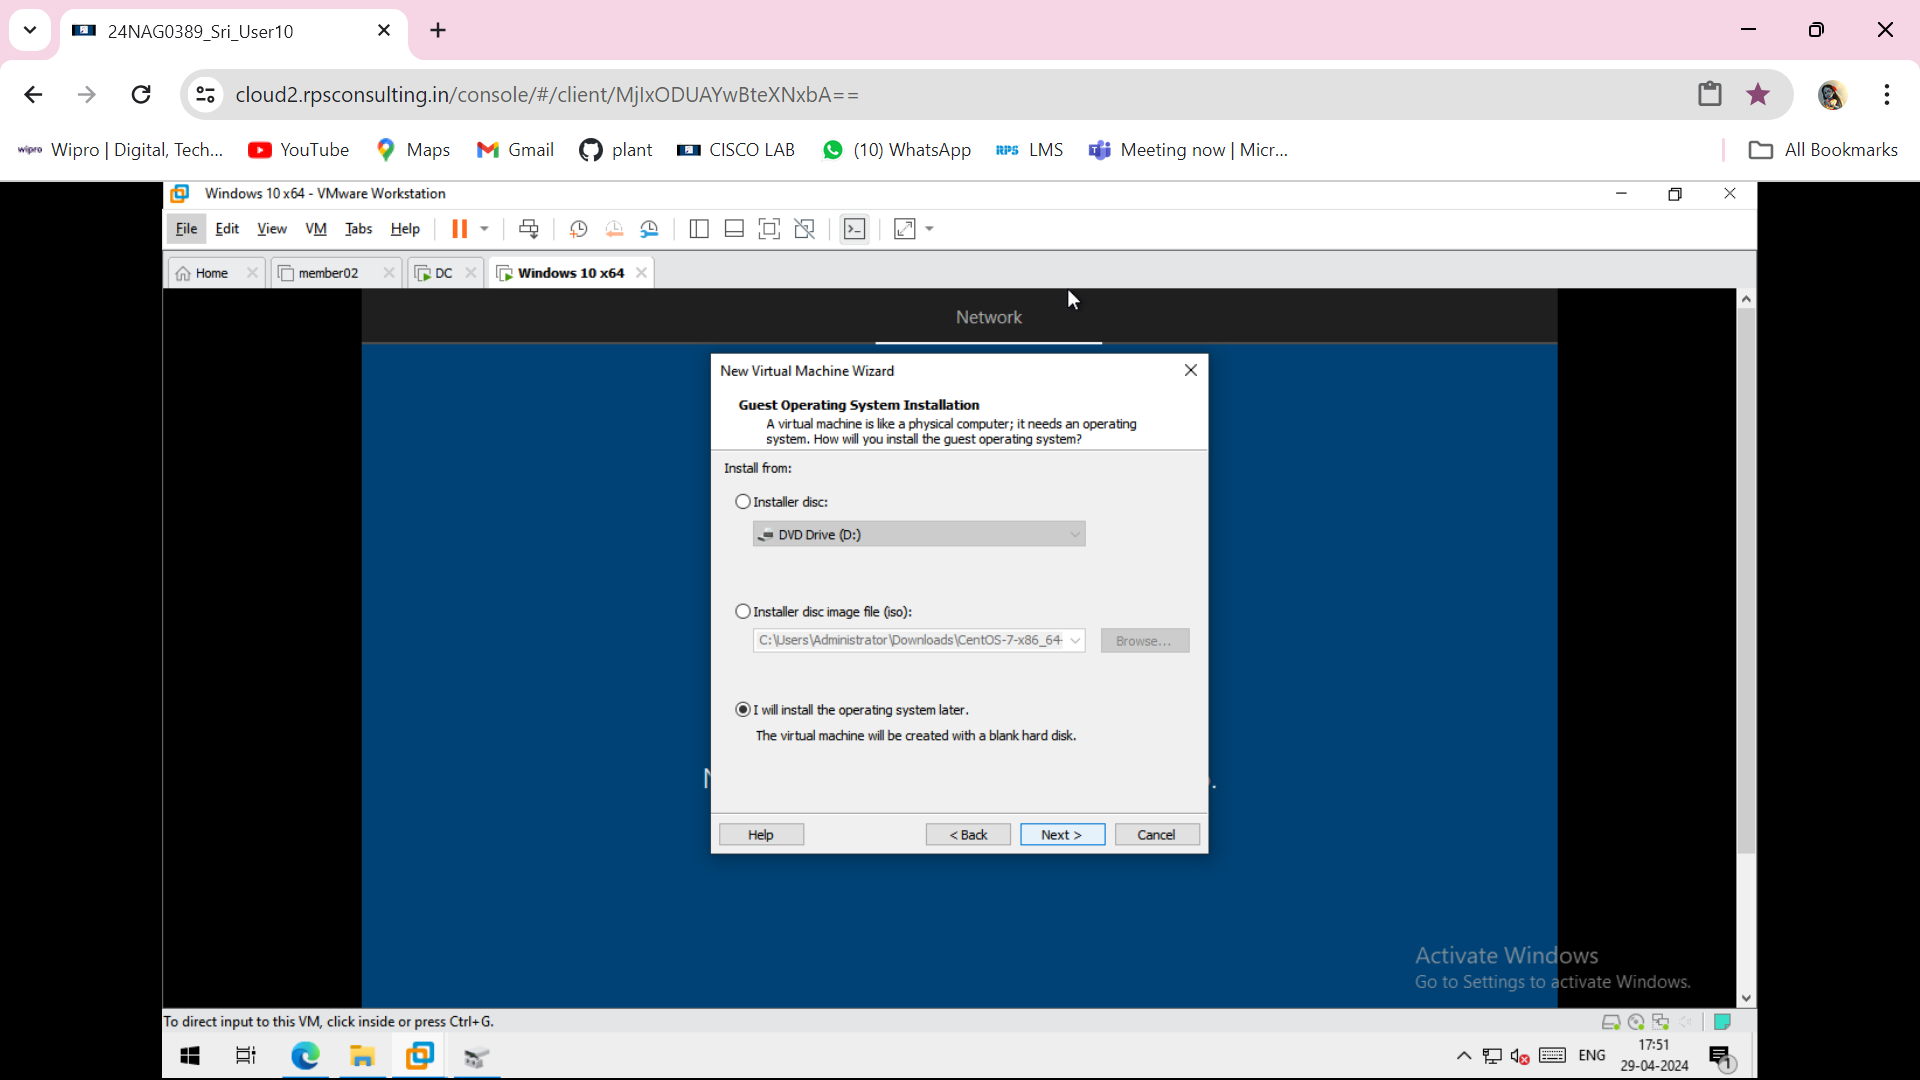 24NAG0389_Sri_User10
cloud2.rpsconsulting.in/console/#/client/MjIxODUAYwBteXNxbA==
wipro Wipro | Digital, Tech... YouTube Maps Gmail plant CISCO LAB (10) WhatsApp RPS LMS Meeting now | Micr... All Bookmarks
Windows 10 x64 - VMware Workstation
File Edit View VM Tabs Help
Home member02 DC Windows 10 x64
Network
New Virtual Machine Wizard
Guest Operating System Installation
A virtual machine is like a physical computer; it needs an operating
system. How will you install the guest operating system?
Install from:
Installer disc:
DVD Drive (D:)
Installer disc image file (iso):
C:\Users\Administrator\Downloads\CentOS-7-x86_64- Browse...
I will install the operating system later.
The virtual machine will be created with a blank hard disk.
Help < Back Next > Cancel
Activate Windows
Go to Settings to activate Windows.
To direct input to this VM, click inside or press Ctrl+G.
ENG
17:51
29-04-2024
1